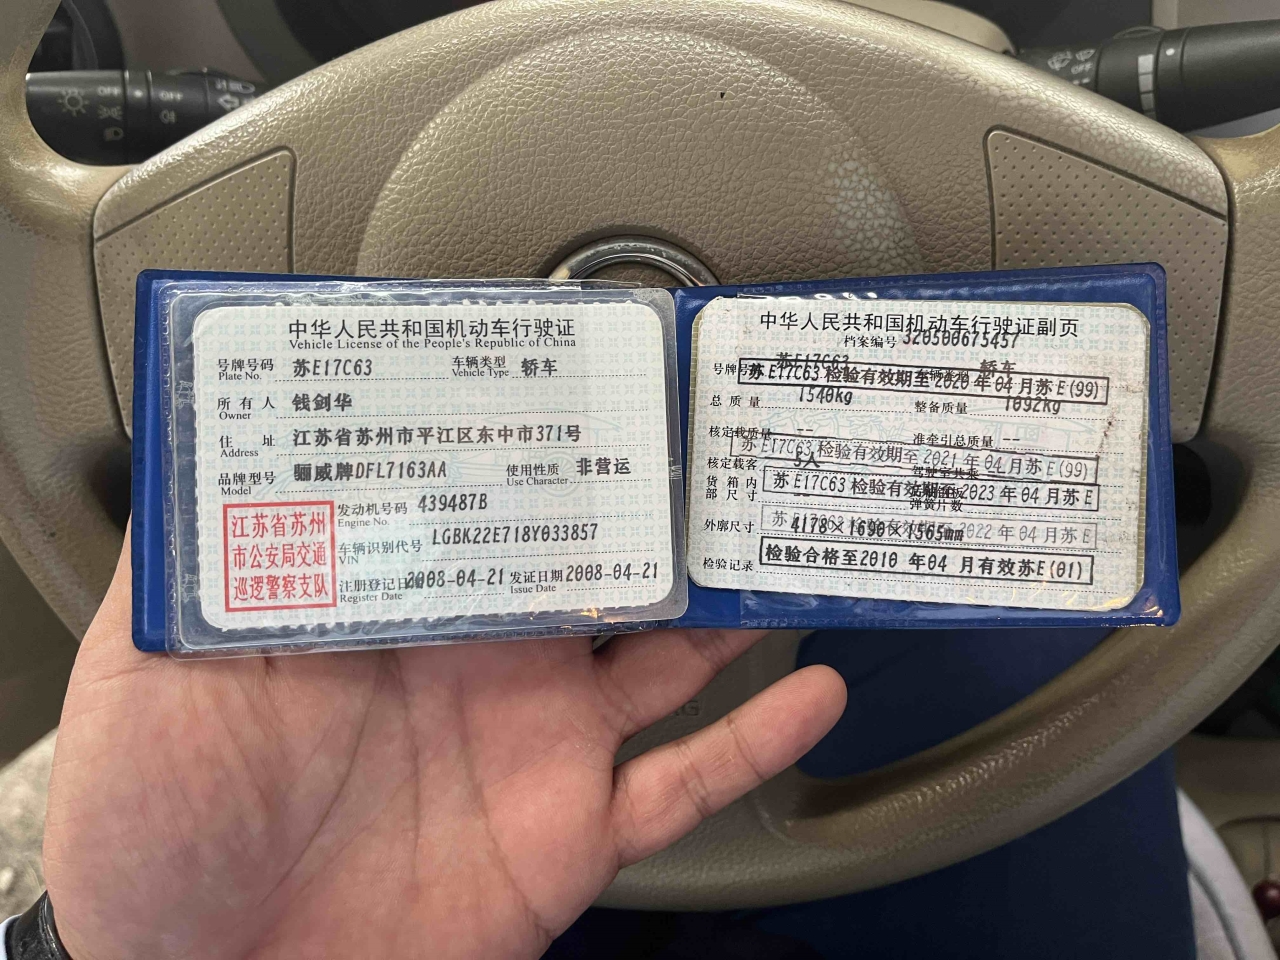 中华人民共和国机动车行驶证
Vehicle License of the People's Republic of China
号牌号码 苏E17C63 车辆类型 轿车
Plate No. Vehicle Type
所有人 钱剑华
Owner
住址 江苏省苏州市平江区东中市371号
Address
品牌型号 骊威牌DFL7163AA 使用性质 非营运
Model Use Character
江苏省苏州
市公安局交通
巡逻警察支队
发动机号码 439487B
Engine No.
车辆识别代号 LGBK22E718Y033857
VIN
注册登记日 2008-04-21 发证日期 2008-04-21
Register Date Issue Date
中华人民共和国机动车行驶证副页
档案编号 320500675457
号牌号 苏E17C63 车辆类型 轿车
苏E17C63 检验有效期至2020年04月苏E(99)
总质量 1540kg 整备质量 1092kg
核定载质量 -- 准牵引总质量 --
苏E17C63 检验有效期至2021年04月苏E(99)
核定载客 5人 驾驶室共乘
货箱内部尺寸
苏E17C63 检验有效期至2023年04月苏E
弹簧片数
2022年04月苏E
外廓尺寸 4178×1690×1565mm
检验记录 检验合格至2010年04月有效苏E(01)
OFF
OFF
OFF